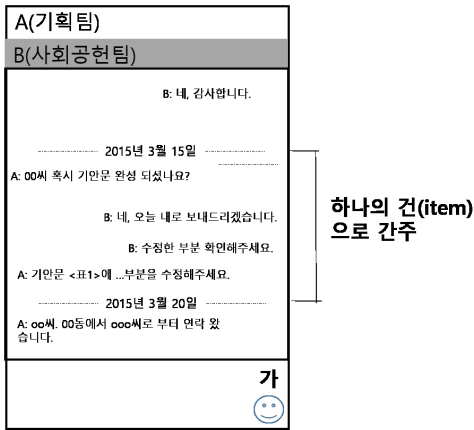 A(기획팀)
B(사회공헌팀)
B: 네, 감사합니다.
2015년 3월 15일
A: 00씨 혹시 기안문 완성 되셨나요?
B: 네, 오늘 내로 보내드리겠습니다.
B: 수정한 부분 확인해주세요.
A: 기안문 <표1>에 ...부분을 수정해주세요.
2015년 3월 20일
A: oo씨. 00동에서 ooo씨로 부터 연락 왔
습니다.
가
하나의 건(item)
으로 간주